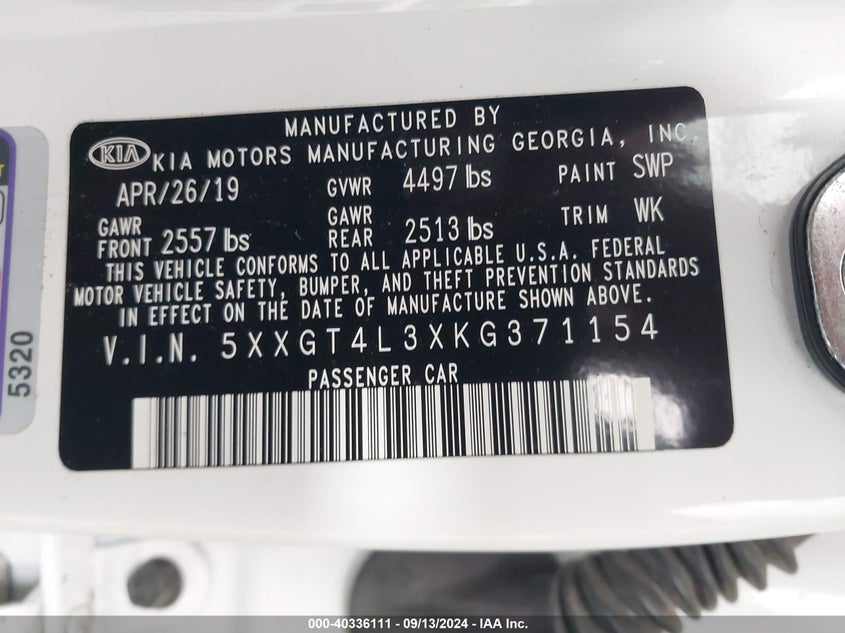 MANUFACTURED BY
KIA KIA MOTORS MANUFACTURING GEORGIA, INC.
APR/26/19 GVWR 4497 lbs PAINT SWP
GAWR FRONT 2557 lbs GAWR REAR 2513 lbs TRIM WK
THIS VEHICLE CONFORMS TO ALL APPLICABLE U.S.A. FEDERAL
MOTOR VEHICLE SAFETY, BUMPER, AND THEFT PREVENTION STANDARDS
IN EFFECT ON THE DATE OF MANUFACTURE SHOWN ABOVE.
V.I.N. 5XXGT4L3XKG371154
PASSENGER CAR
5320
000-40336111 - 09/13/2024 - IAA Inc.